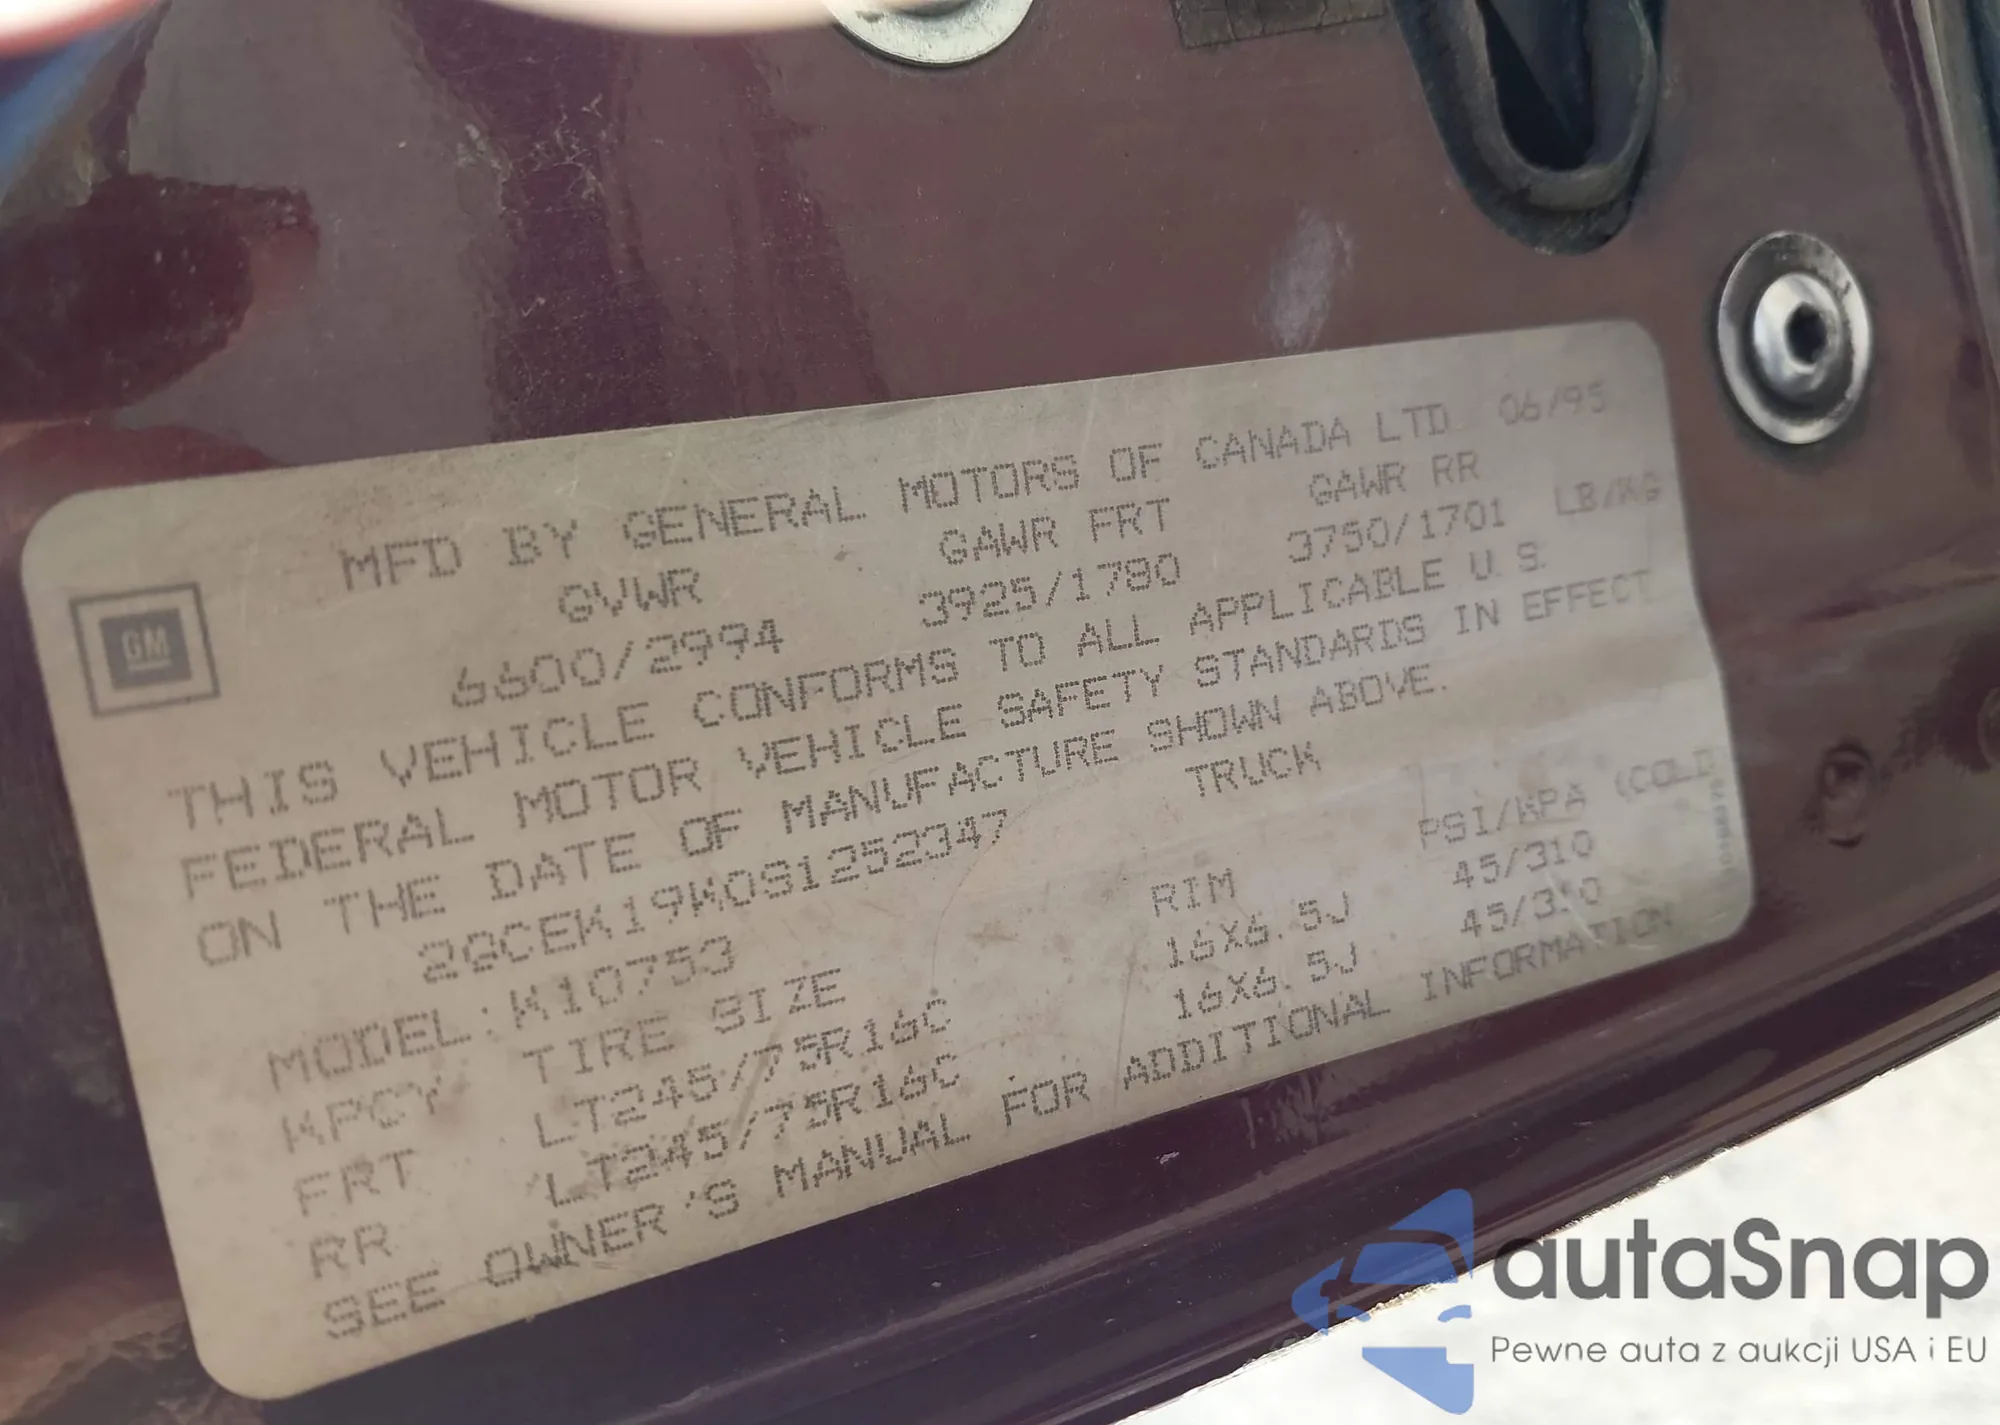 MFD BY GENERAL MOTORS OF CANADA LTD 06/95
GVWR GAWR FRT GAWR RR
6600/2994 3925/1780 3750/1701 LB/KG
THIS VEHICLE CONFORMS TO ALL APPLICABLE U.S.
FEDERAL MOTOR VEHICLE SAFETY STANDARDS IN EFFECT
ON THE DATE OF MANUFACTURE SHOWN ABOVE.
2GCEK19K0S1252347 TRUCK
MODEL:K10753
KPCY TIRE SIZE RIM PSI/KPA (COLD
FRT LT245/75R16C 16X6.5J 45/310
RR LT245/75R16C 16X6.5J 45/310
SEE OWNER'S MANUAL FOR ADDITIONAL INFORMATION
GM
autaSnap
Pewne auta z aukcji USA i EU